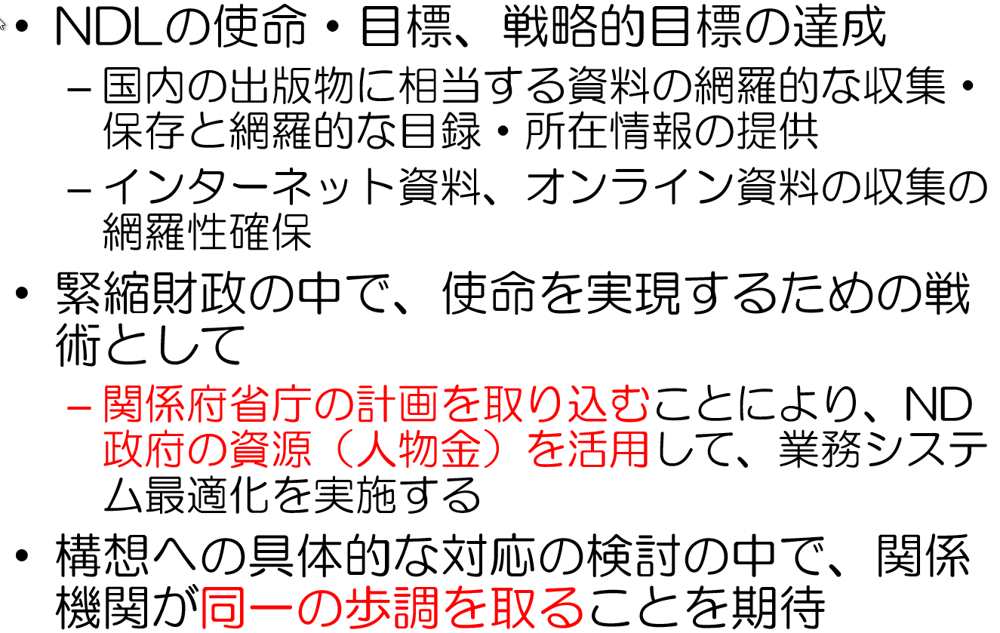 • NDLの使命・目標、戦略的目標の達成
– 国内の出版物に相当する資料の網羅的な収集・
保存と網羅的な目録・所在情報の提供
– インターネット資料、オンライン資料の収集の
網羅性確保
• 緊縮財政の中で、使命を実現するための戦
術として
– 関係府省庁の計画を取り込むことにより、ND
政府の資源（人物金）を活用して、業務システ
ム最適化を実施する
• 構想への具体的な対応の検討の中で、関係
機関が同一の歩調を取ることを期待